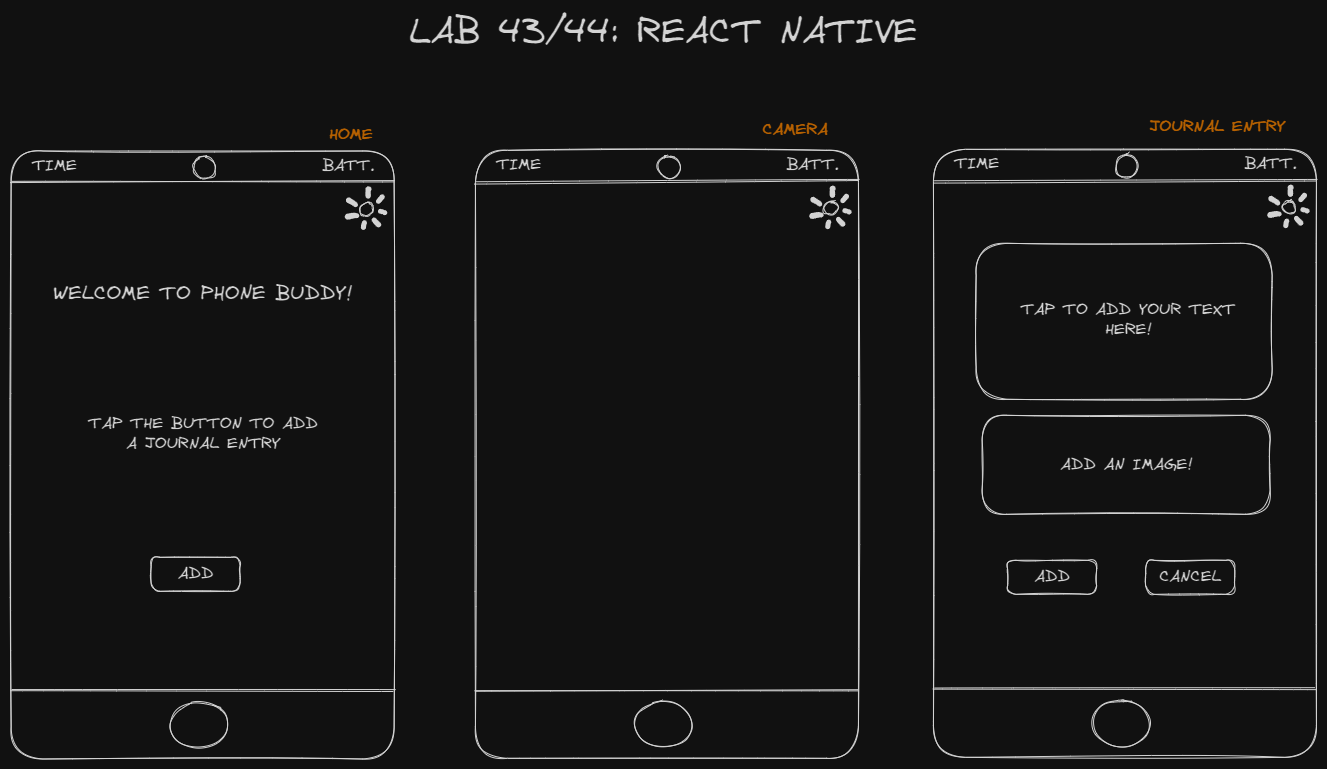 LAB 43/44: REACT NATIVE
HOME
TIME
BATT.
WELCOME TO PHONE BUDDY!
TAP THE BUTTON TO ADD
A JOURNAL ENTRY
ADD
CAMERA
TIME
BATT.
JOURNAL ENTRY
TIME
BATT.
TAP TO ADD YOUR TEXT
HERE!
ADD AN IMAGE!
ADD
CANCEL